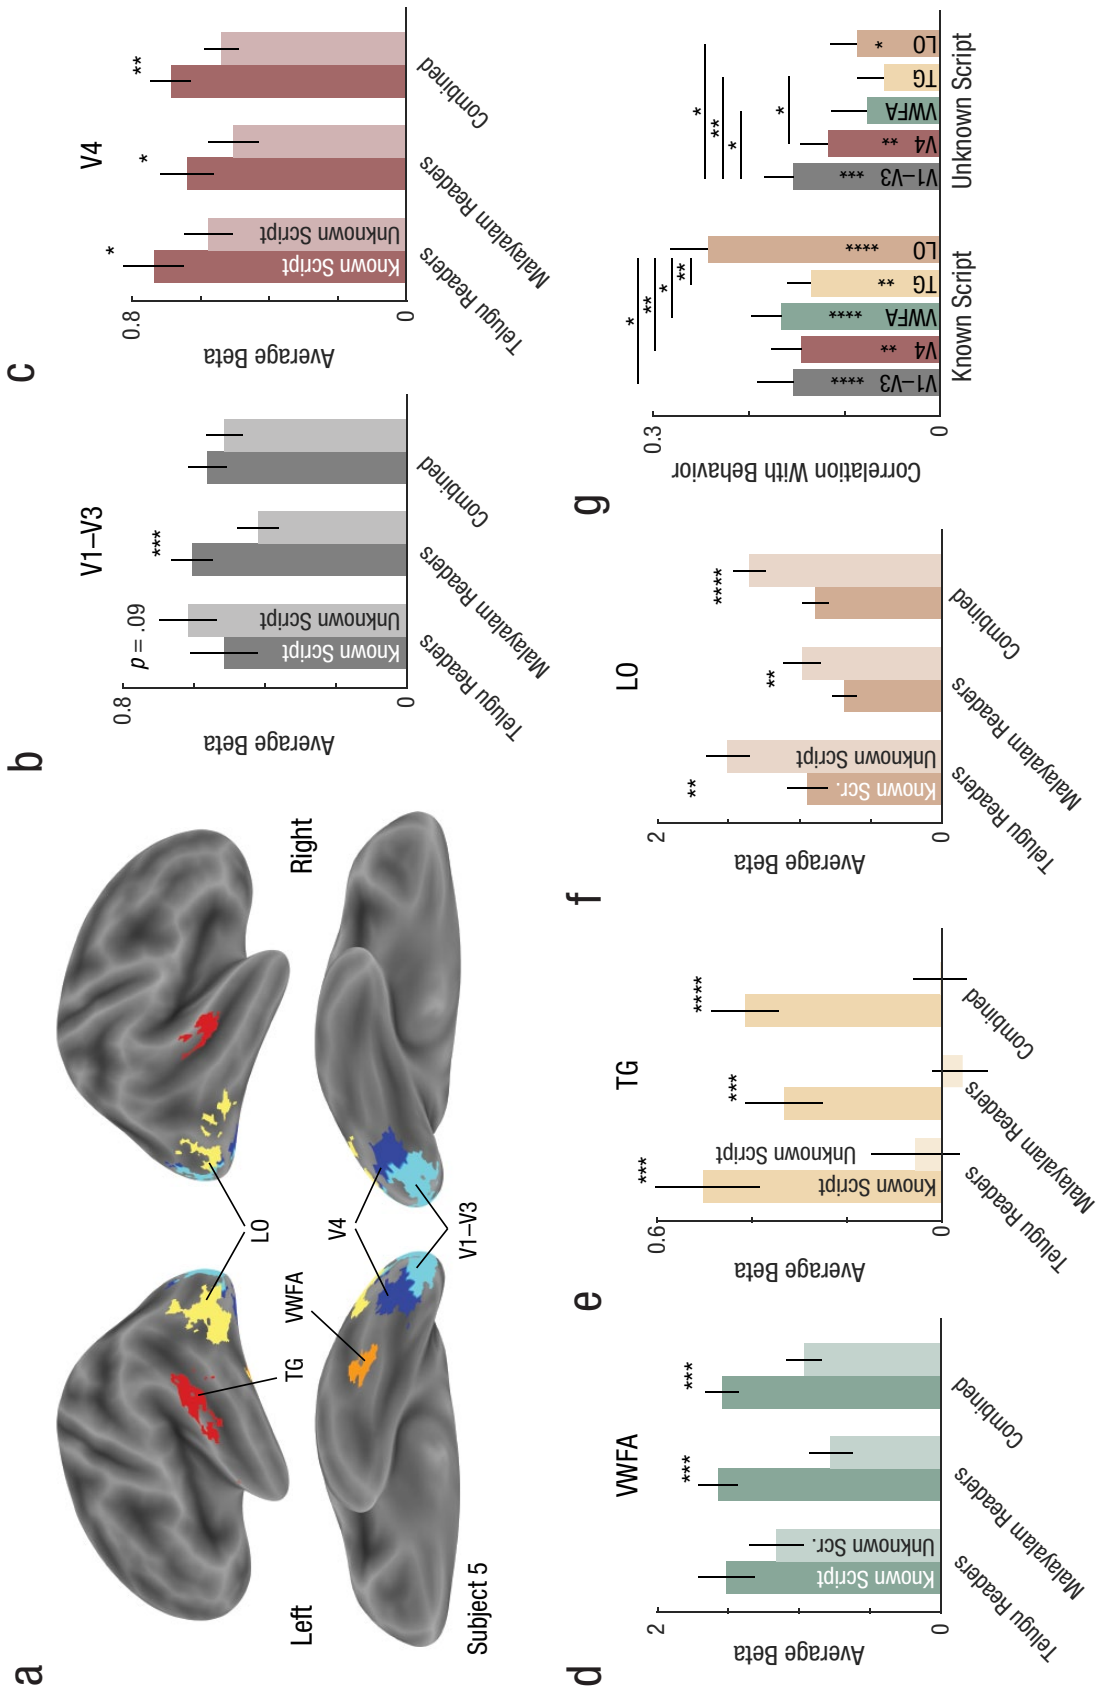 a
Left
Right
TG
LO
VWFA
V4
V1–V3
Subject 5
b
V1–V3
Average Beta
0.8
0
p = .09
***
Known Script
Unknown Script
Telugu Readers
Malayalam Readers
Combined
c
V4
Average Beta
0.8
0
*
*
**
Known Script
Unknown Script
Telugu Readers
Malayalam Readers
Combined
d
VWFA
Average Beta
2
0
***
***
Known Script
Unknown Scr.
Telugu Readers
Malayalam Readers
Combined
e
TG
Average Beta
0.6
0
***
***
****
Known Script
Unknown Script
Telugu Readers
Malayalam Readers
Combined
f
LO
Average Beta
2
0
**
**
****
Known Scr.
Unknown Script
Telugu Readers
Malayalam Readers
Combined
g
Correlation With Behavior
0.3
0
*
**
*
**
*
**
*
*
V1–V3 ****
V4 **
VWFA ****
TG **
LO ****
V1–V3 ***
V4 **
VWFA
TG
LO *
Known Script
Unknown Script